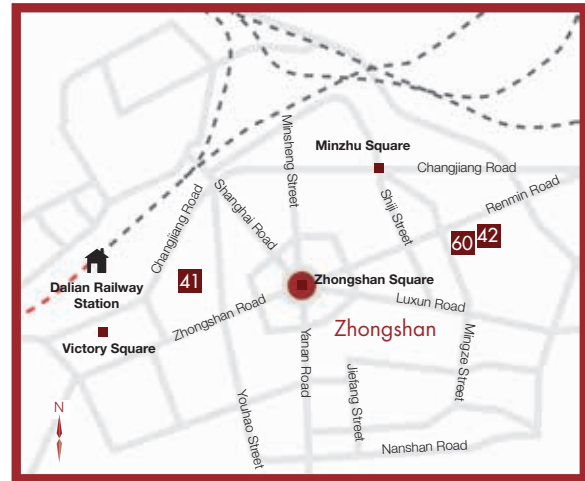 Minsheng Street
Minzhu Square
Changjiang Road
Shanghai Road
Shiji Street
Renmin Road
Changjiang Road
60
42
41
Dalian Railway
Station
Zhongshan Square
Luxun Road
Zhongshan Road
Zhongshan
Victory Square
Yanan Road
Mingze Street
Jiefang Street
Youhao Street
N
Nanshan Road